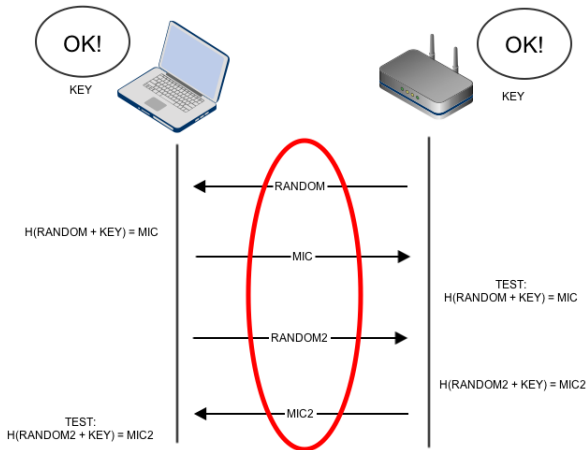 OK!
OK!
KEY
KEY
RANDOM
H(RANDOM + KEY) = MIC
MIC
TEST:
H(RANDOM + KEY) = MIC
RANDOM2
H(RANDOM2 + KEY) = MIC2
MIC2
TEST:
H(RANDOM2 + KEY) = MIC2